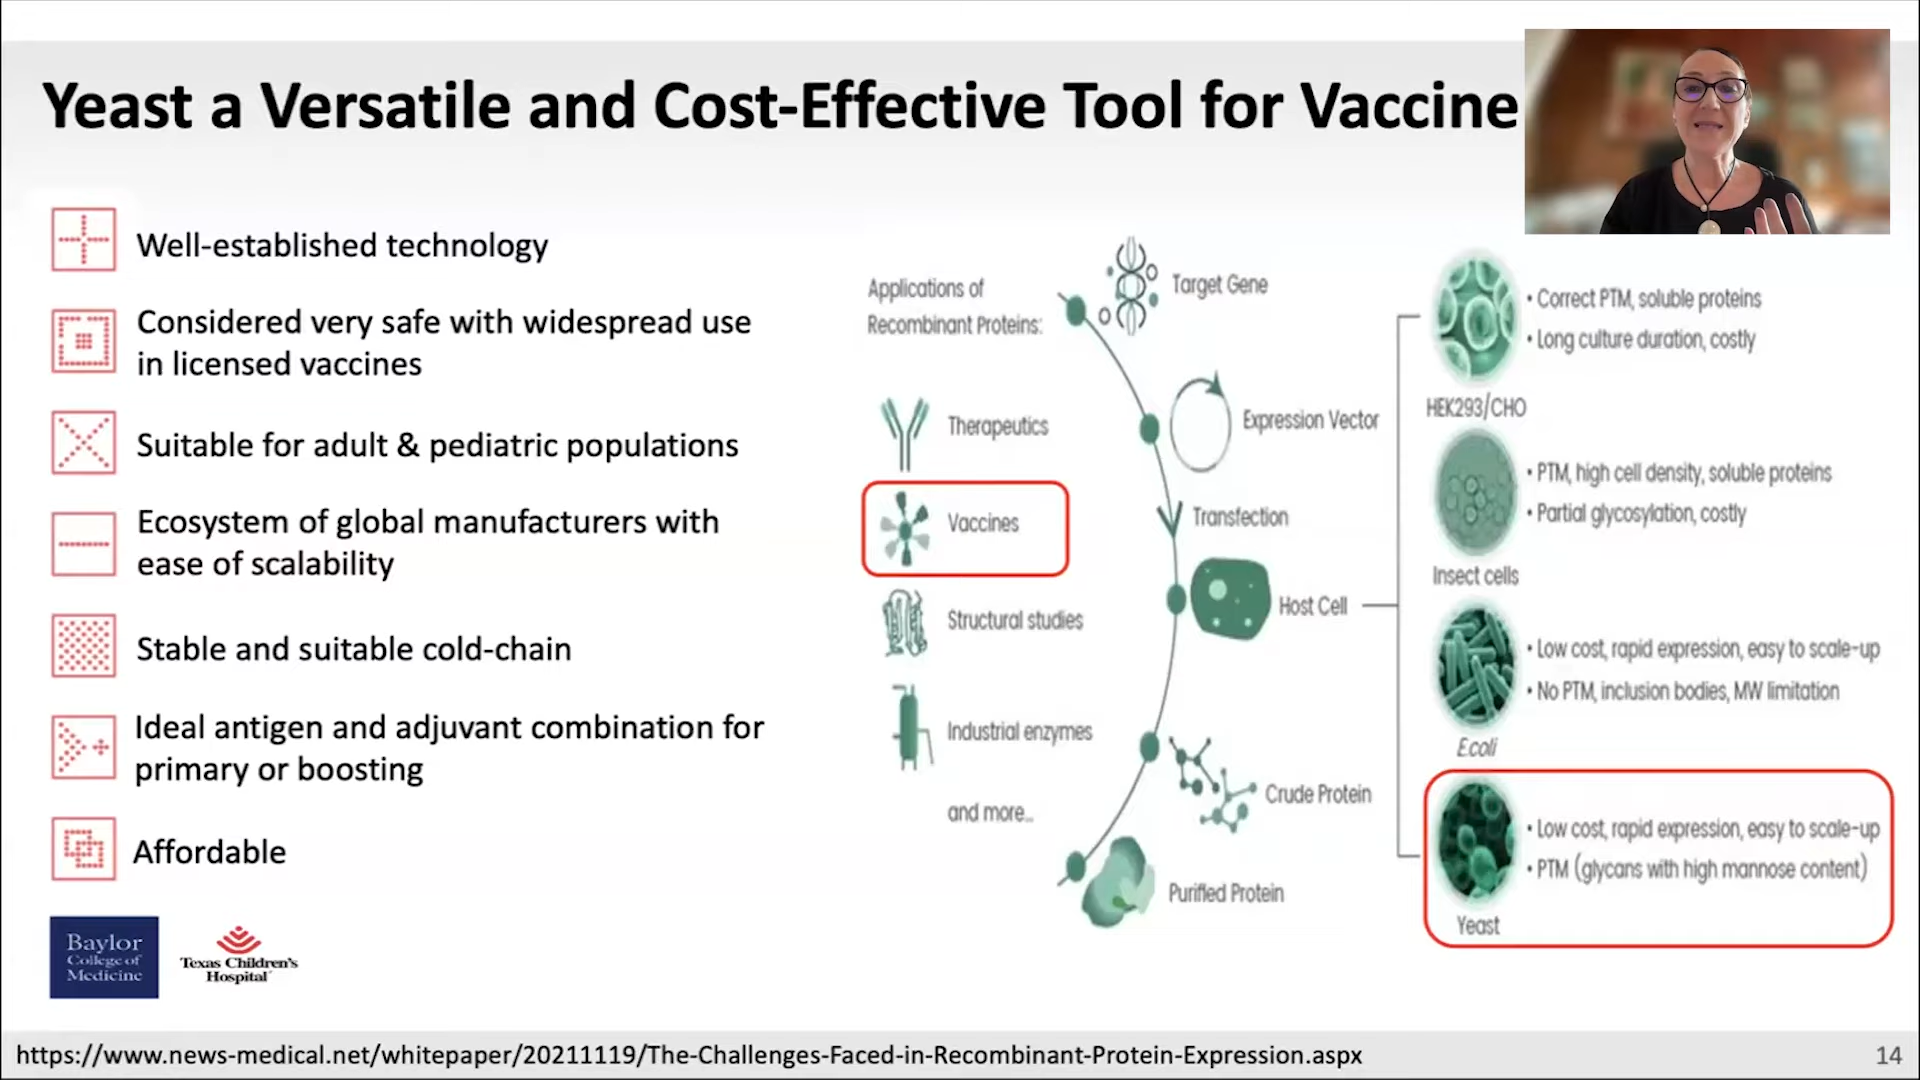 Yeast a Versatile and Cost-Effective Tool for Vaccine
Well-established technology
Considered very safe with widespread use
in licensed vaccines
Suitable for adult & pediatric populations
Ecosystem of global manufacturers with
ease of scalability
Stable and suitable cold-chain
Ideal antigen and adjuvant combination for
primary or boosting
Affordable
Baylor
College of
Medicine
Texas Children's
Hospital
Applications of
Recombinant Proteins:
Therapeutics
Vaccines
Structural studies
Industrial enzymes
and more...
Target Gene
Expression Vector
Transfection
Host Cell
Crude Protein
Purified Protein
• Correct PTM, soluble proteins
• Long culture duration, costly
HEK293/CHO
• PTM, high cell density, soluble proteins
• Partial glycosylation, costly
Insect cells
• Low cost, rapid expression, easy to scale-up
• No PTM, inclusion bodies, MW limitation
E.coli
• Low cost, rapid expression, easy to scale-up
• PTM (glycans with high mannose content)
Yeast
https://www.news-medical.net/whitepaper/20211119/The-Challenges-Faced-in-Recombinant-Protein-Expression.aspx
14